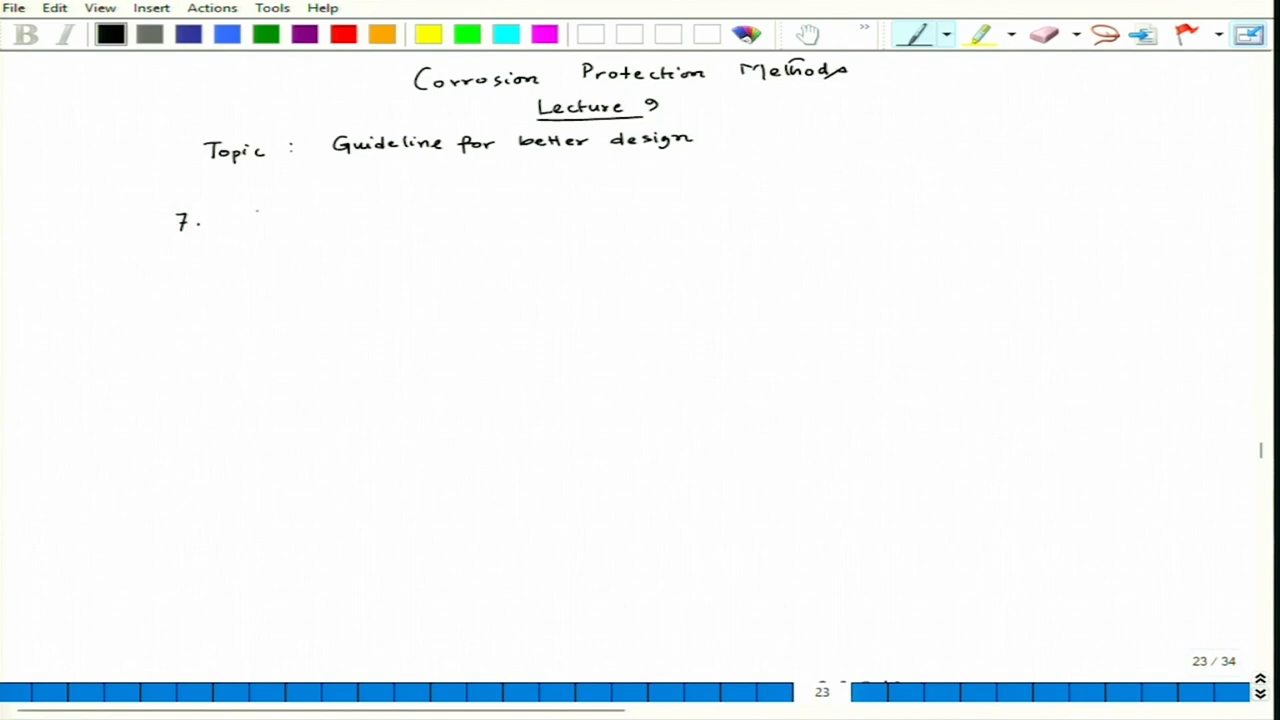 File Edit View Insert Actions Tools Help
B I
Corrosion Protection Methods
Lecture 9
Topic : Guideline for better design
7.
23 / 34
23